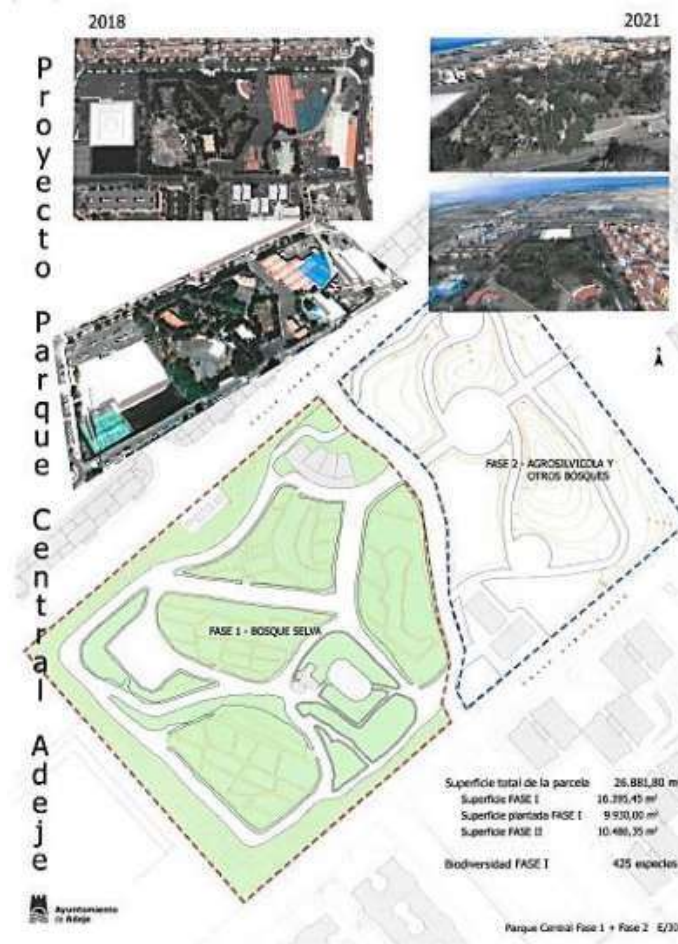 2018
2021
Proyecto Parque Central Adeje
FASE 2 - AGROSILVICOLA Y
OTROS BOSQUES
FASE 1 - BOSQUE SELVA
Superficie total de la parcela 26.881,80 m
Superficie FASE I 16.395,45 m²
Superficie plantada FASE I 9.930,00 m²
Superficie FASE II 10.486,35 m²
Biodiversidad FASE I 425 especies
Ayuntamiento
de Adeje
Parque Central Fase 1 + Fase 2 E/30